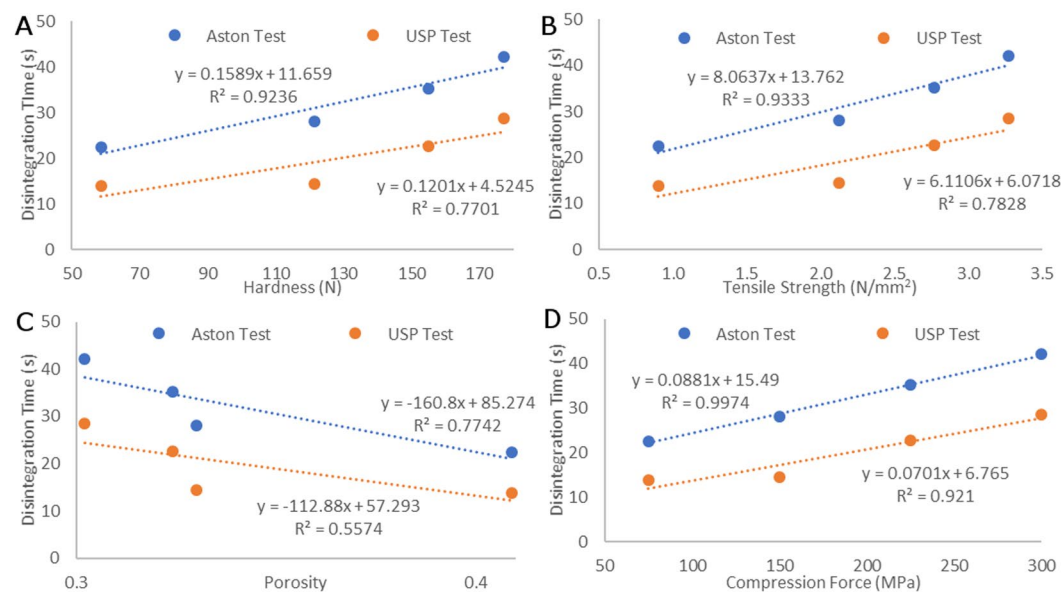 A
50
Aston Test
USP Test
40
y = 0.1589x + 11.659
R² = 0.9236
30
20
y = 0.1201x + 4.5245
R² = 0.7701
10
0
50
70
90
110
130
150
170
Hardness (N)
Disintegration Time (s)
B
50
Aston Test
USP Test
40
y = 8.0637x + 13.762
R² = 0.9333
30
20
y = 6.1106x + 6.0718
R² = 0.7828
10
0
0.5
1.0
1.5
2.0
2.5
3.0
3.5
Tensile Strength (N/mm²)
Disintegration Time (s)
C
50
Aston Test
USP Test
40
y = -160.8x + 85.274
R² = 0.7742
30
20
y = -112.88x + 57.293
R² = 0.5574
10
0
0.3
Porosity
0.4
Disintegration Time (s)
D
50
Aston Test
USP Test
40
y = 0.0881x + 15.49
R² = 0.9974
30
20
y = 0.0701x + 6.765
R² = 0.921
10
0
50
100
150
200
250
300
Compression Force (MPa)
Disintegration Time (s)